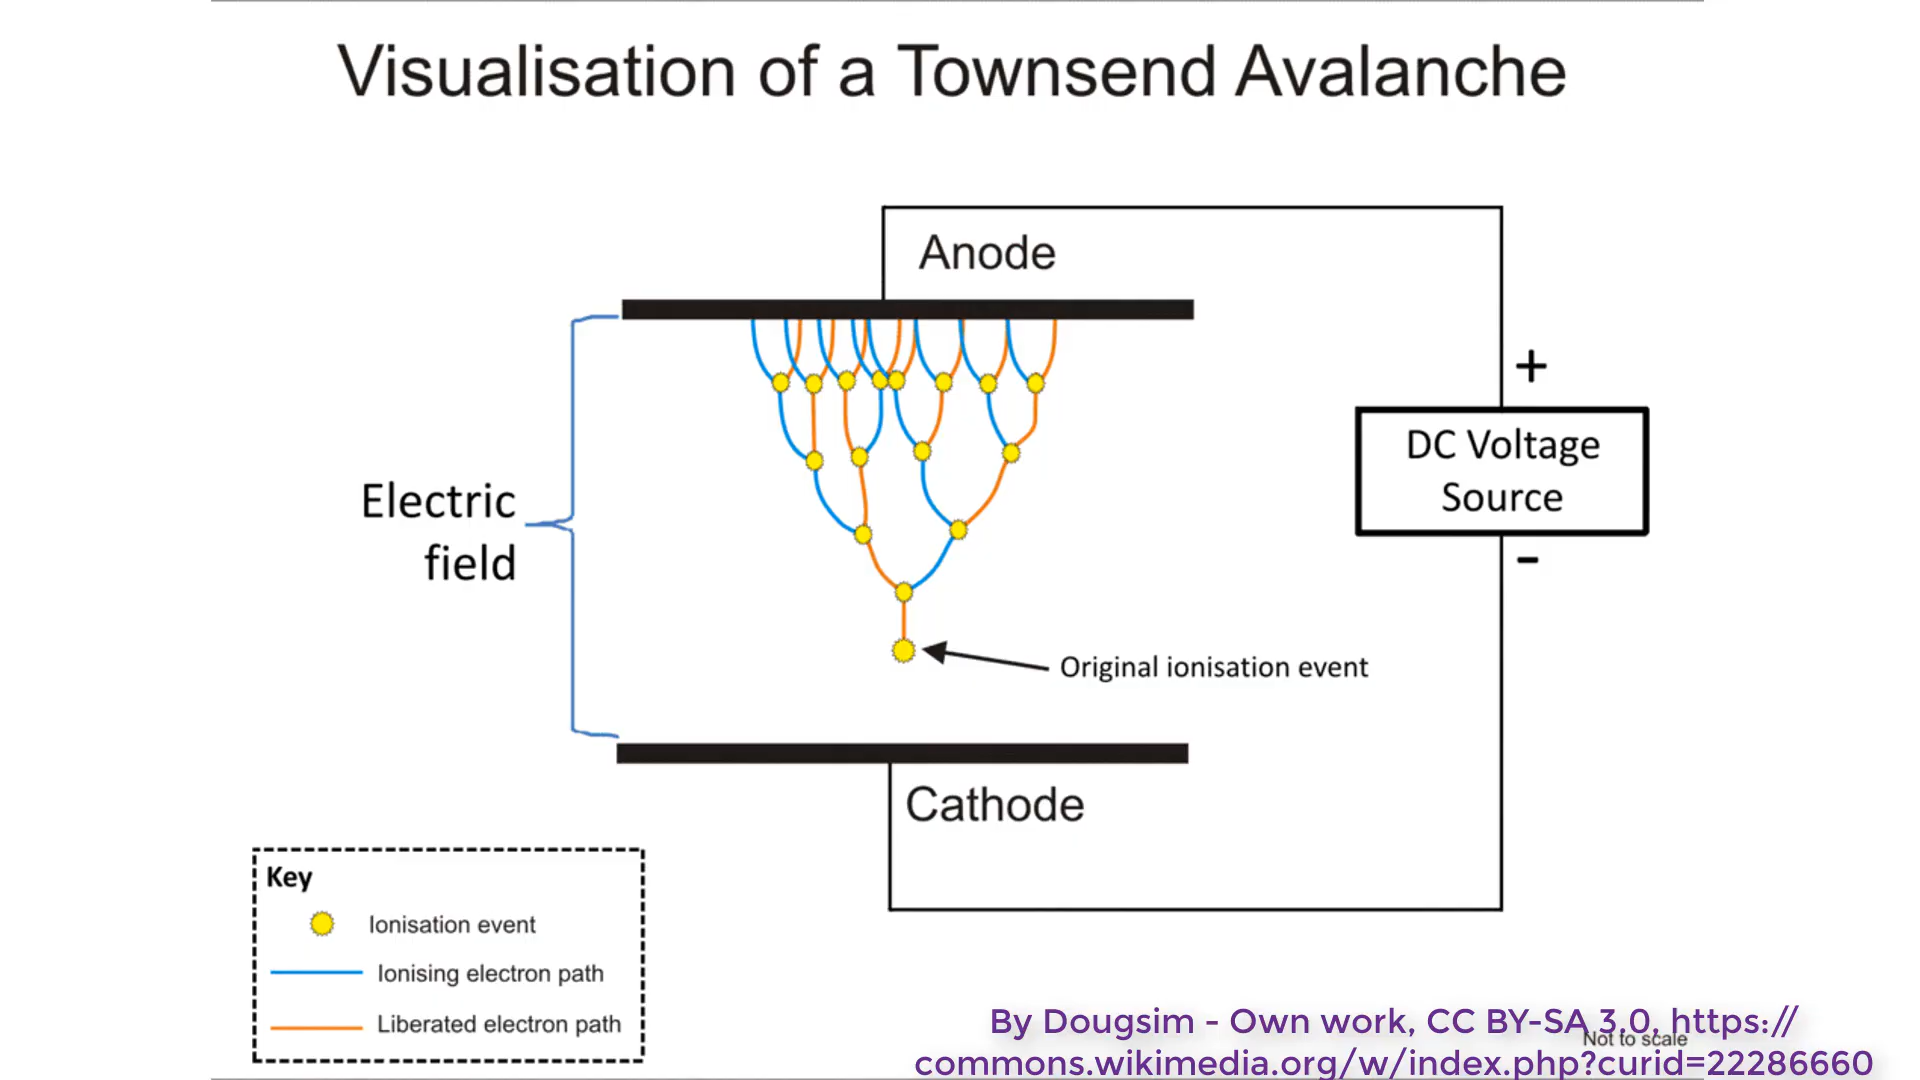 Visualisation of a Townsend Avalanche
Anode
+
DC Voltage
Source
-
Electric
field
Original ionisation event
Cathode
Key
Ionisation event
Ionising electron path
Liberated electron path
By Dougsim - Own work, CC BY-SA 3.0, https://
commons.wikimedia.org/w/index.php?curid=22286660
Not to scale